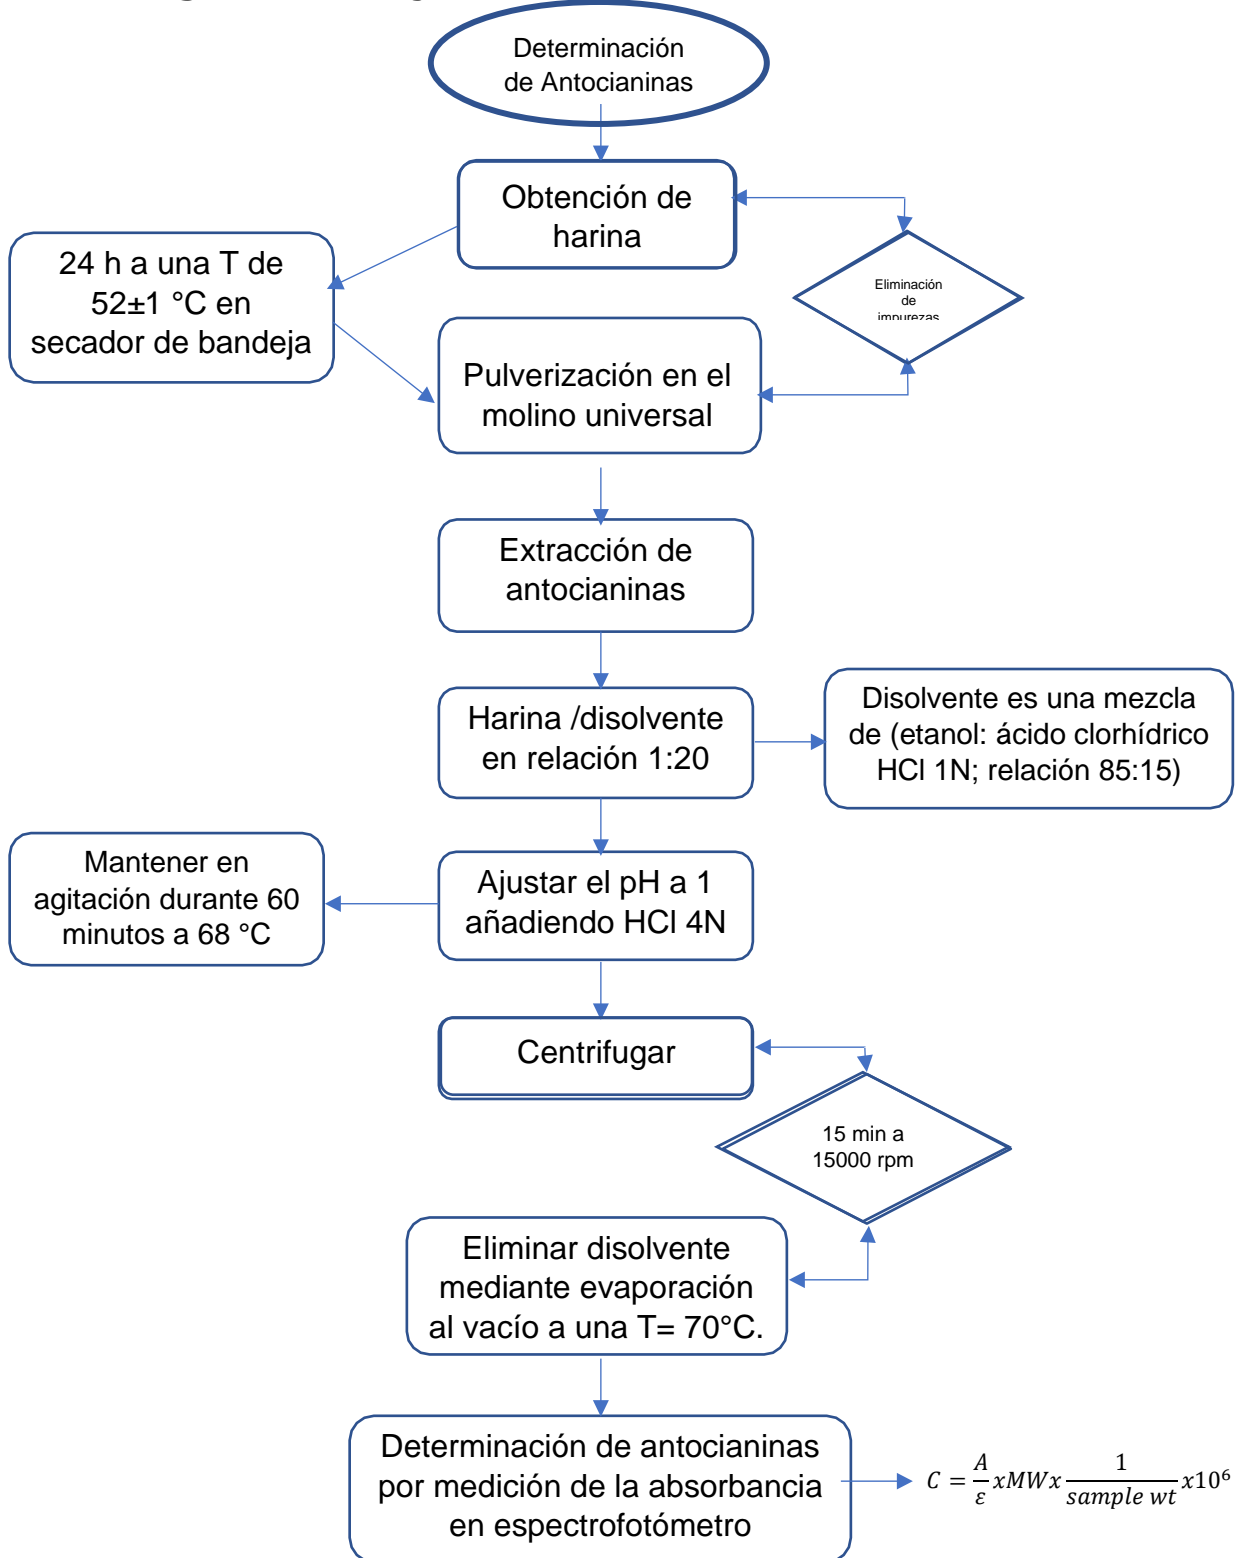 Determinación
de Antocianinas
Obtención de
harina
24 h a una T de
52±1 °C en
secador de bandeja
Eliminación
de
impurezas
Pulverización en el
molino universal
Extracción de
antocianinas
Harina /disolvente
en relación 1:20
Disolvente es una mezcla
de (etanol: ácido clorhídrico
HCl 1N; relación 85:15)
Ajustar el pH a 1
añadiendo HCl 4N
Mantener en
agitación durante 60
minutos a 68 °C
Centrifugar
15 min a
15000 rpm
Eliminar disolvente
mediante evaporación
al vacío a una T= 70°C.
Determinación de antocianinas
por medición de la absorbancia
en espectrofotómetro
C = A/ε xMWx 1/sample wt x10⁶